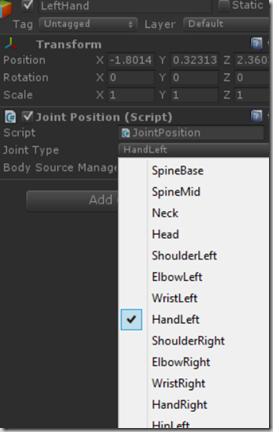 LeftHand Static
Tag Untagged Layer Default
Transform
Position X -1.8014 Y 0.32313 Z 2.360
Rotation X 0 Y 0 Z 0
Scale X 1 Y 1 Z 1
Joint Position (Script)
Script JointPosition
Joint Type HandLeft
Body Source Manage
Add
SpineBase
SpineMid
Neck
Head
ShoulderLeft
ElbowLeft
WristLeft
HandLeft
ShoulderRight
ElbowRight
WristRight
HandRight
HipLeft